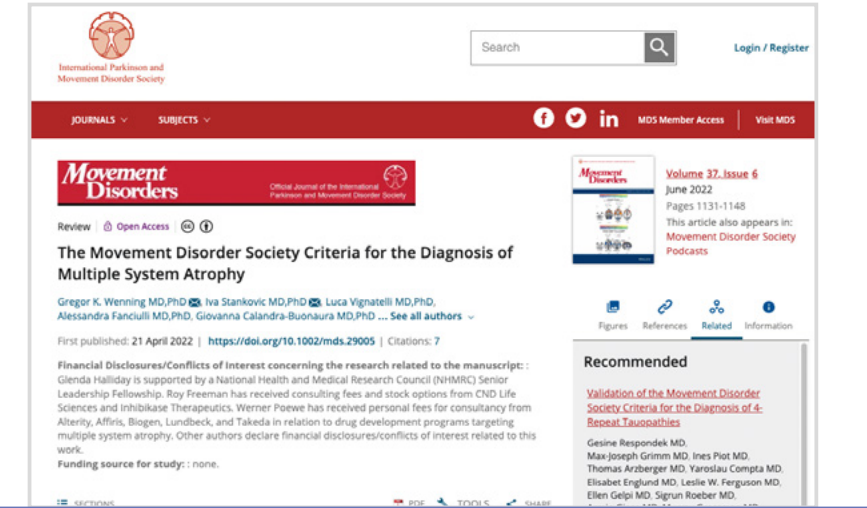 International Parkinson and
Movement Disorder Society
Search
Login / Register
JOURNALS
SUBJECTS
MDS Member Access
Visit MDS
Movement
Disorders
Official Journal of the International
Parkinson and Movement Disorder Society
Review
Open Access
The Movement Disorder Society Criteria for the Diagnosis of
Multiple System Atrophy
Gregor K. Wenning MD,PhD, Iva Stankovic MD,PhD, Luca Vignatelli MD,PhD,
Alessandra Fanciulli MD,PhD, Giovanna Calandra-Buonaura MD,PhD ... See all authors
First published: 21 April 2022 | https://doi.org/10.1002/mds.29005 | Citations: 7
Financial Disclosures/Conflicts of Interest concerning the research related to the manuscript: :
Glenda Halliday is supported by a National Health and Medical Research Council (NHMRC) Senior
Leadership Fellowship. Roy Freeman has received consulting fees and stock options from CND Life
Sciences and Inhibikase Therapeutics. Werner Poewe has received personal fees for consultancy from
Alterity, Affiris, Biogen, Lundbeck, and Takeda in relation to drug development programs targeting
multiple system atrophy. Other authors declare financial disclosures/conflicts of interest related to this
work.
Funding source for study: : none.
SECTIONS
PDF
TOOLS
SHARE
Movement
Disorders
Volume 37, Issue 6
June 2022
Pages 1131-1148
This article also appears in:
Movement Disorder Society
Podcasts
Figures
References
Related
Information
Recommended
Validation of the Movement Disorder
Society Criteria for the Diagnosis of 4-
Repeat Tauopathies
Gesine Respondek MD,
Max-Joseph Grimm MD, Ines Piot MD,
Thomas Arzberger MD, Yaroslau Compta MD,
Elisabet Englund MD, Leslie W. Ferguson MD,
Ellen Gelpi MD, Sigrun Roeber MD,